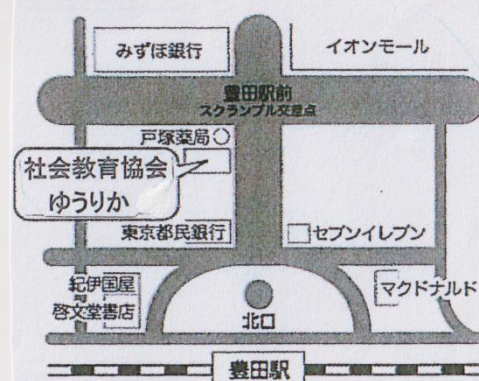 みずほ銀行
イオンモール
豊田駅前
スクランブル交差点
戸塚薬局
社会教育協会
ゆうりか
東京都民銀行
セブンイレブン
紀伊国屋
啓文堂書店
マクドナルド
北口
豊田駅